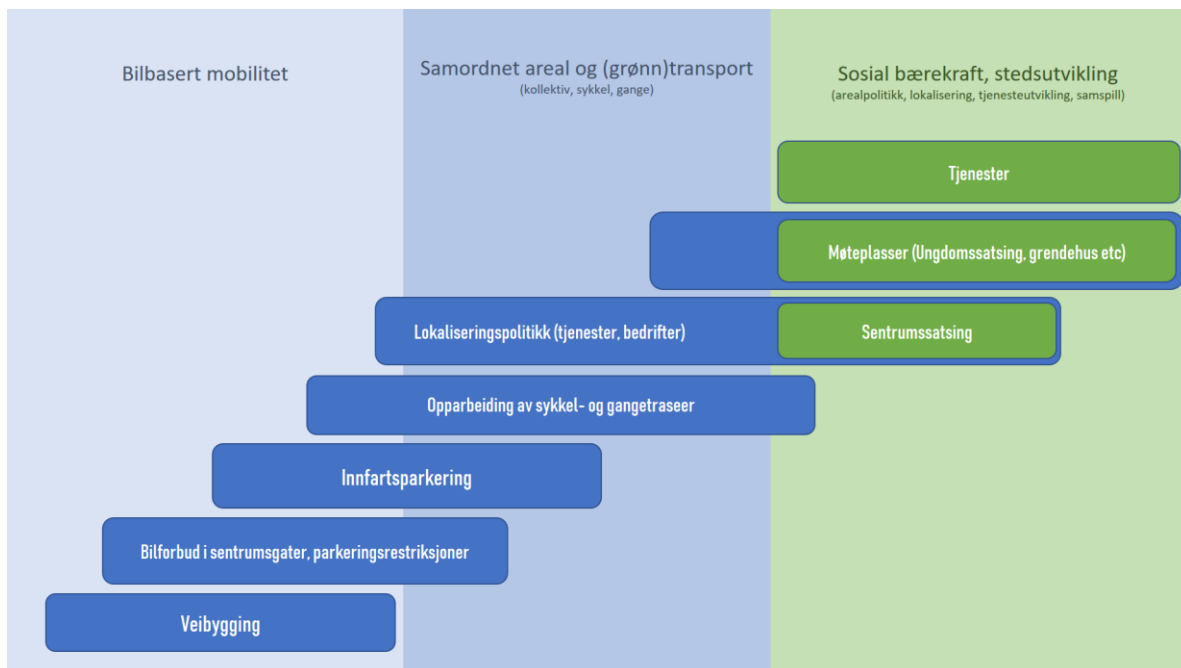 Bilbasert mobilitet
Samordnet areal og (grønn)transport
(kollektiv, sykkel, gange)
Sosial bærekraft, stedsutvikling
(arealpolitikk, lokalisering, tjenesteutvikling, samspill)
Tjenester
Møteplasser (Ungdomssatsing, grendehus etc)
Lokaliseringspolitikk (tjenester, bedrifter)
Sentrumssatsing
Opparbeiding av sykkel- og gangetraseer
Innfartsparkering
Bilforbud i sentrumsgater, parkeringsrestriksjoner
Veibygging